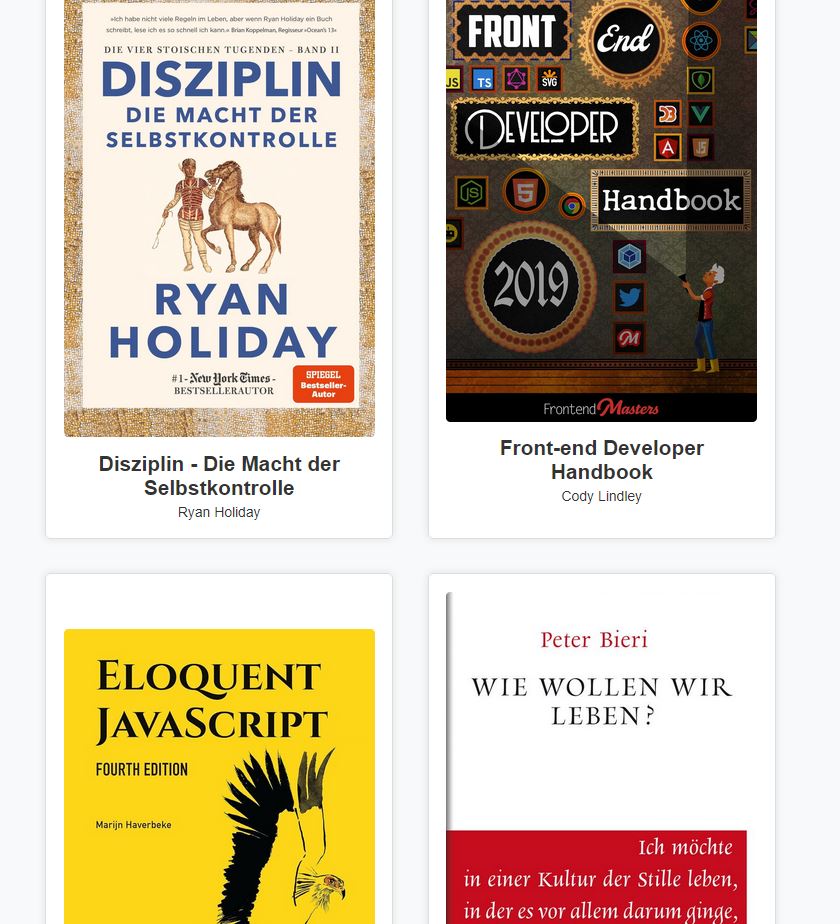 »Ich habe nicht viele Regeln im Leben, aber wenn Ryan Holiday ein Buch
schreibt, lese ich es so schnell ich kann.« Brian Koppelman, Regisseur »Ocean's 13«
DIE VIER STOISCHEN TUGENDEN – BAND II
DISZIPLIN
DIE MACHT DER
SELBSTKONTROLLE
RYAN
HOLIDAY
#1-New York Times-
BESTSELLERAUTOR
SPIEGEL
Bestseller-
Autor
Disziplin - Die Macht der
Selbstkontrolle
Ryan Holiday
FRONT
End
JS
TS
SVG
DEVELOPER
JS
Handbook
2019
Frontend Masters
Front-end Developer
Handbook
Cody Lindley
ELOQUENT
JAVASCRIPT
FOURTH EDITION
Marijn Haverbeke
Peter Bieri
WIE WOLLEN WIR
LEBEN?
Ich möchte
in einer Kultur der Stille leben,
in der es vor allem darum ginge,